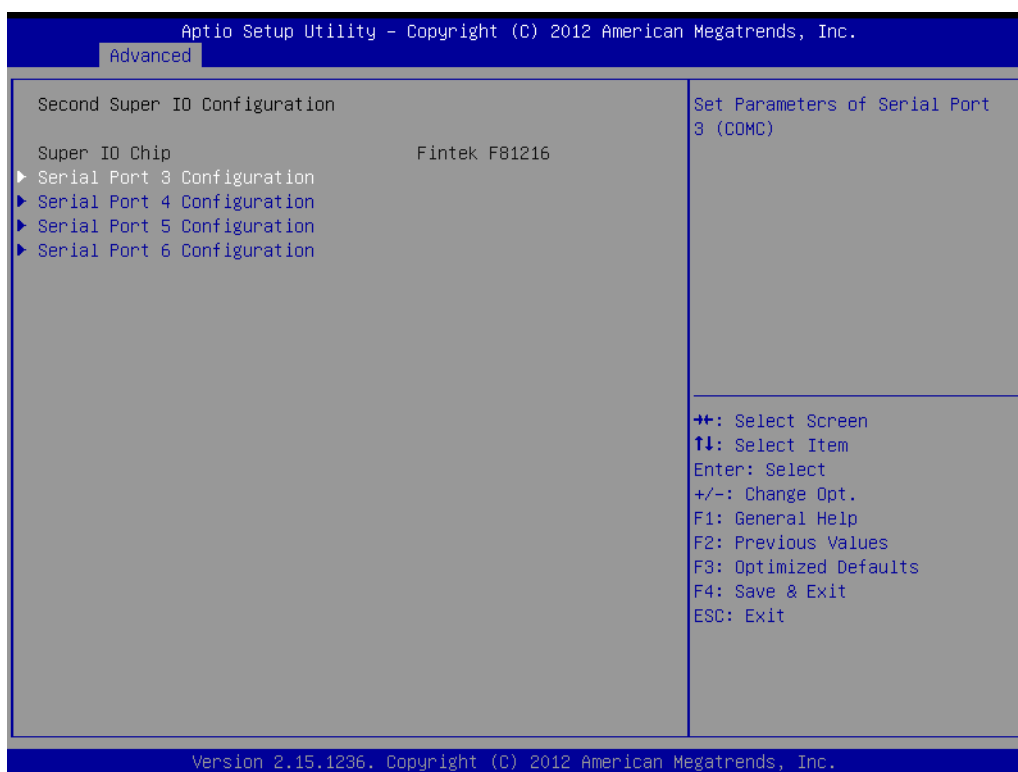 Aptio Setup Utility – Copyright (C) 2012 American Megatrends, Inc.
Advanced
Second Super IO Configuration
Super IO Chip Fintek F81216
▶ Serial Port 3 Configuration
▶ Serial Port 4 Configuration
▶ Serial Port 5 Configuration
▶ Serial Port 6 Configuration
Set Parameters of Serial Port
3 (COMC)
→←: Select Screen
↑↓: Select Item
Enter: Select
+/-: Change Opt.
F1: General Help
F2: Previous Values
F3: Optimized Defaults
F4: Save & Exit
ESC: Exit
Version 2.15.1236. Copyright (C) 2012 American Megatrends, Inc.